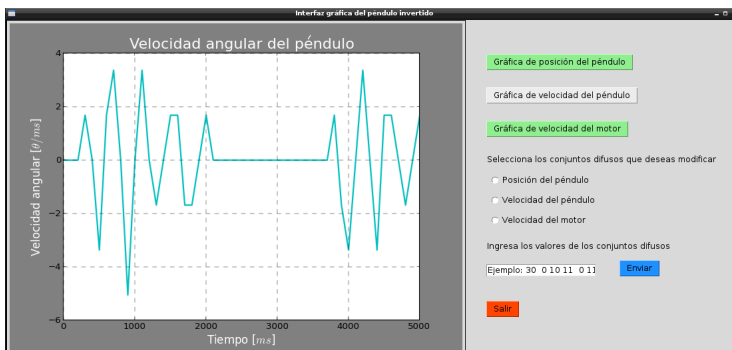 Interfaz gráfica del péndulo invertido
Velocidad angular del péndulo
4
2
0
−2
−4
−6
Velocidad angular [θ/ms]
0
1000
2000
3000
4000
5000
Tiempo [ms]
Gráfica de posición del péndulo
Gráfica de velocidad del péndulo
Gráfica de velocidad del motor
Selecciona los conjuntos difusos que deseas modificar
Posición del péndulo
Velocidad del péndulo
Velocidad del motor
Ingresa los valores de los conjuntos difusos
Ejemplo: 30 0 10 11 0 11
Enviar
Salir